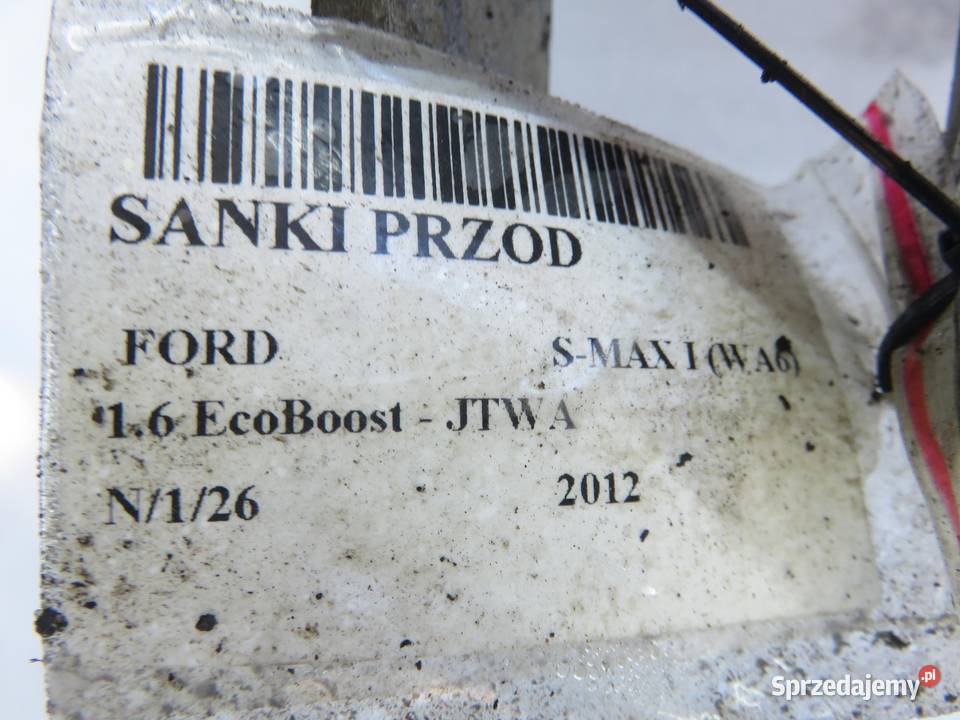 SANKI PRZOD
FORD S-MAX I (WA6)
1.6 EcoBoost - JTWA
N/1/26 2012
Sprzedajemy.pl